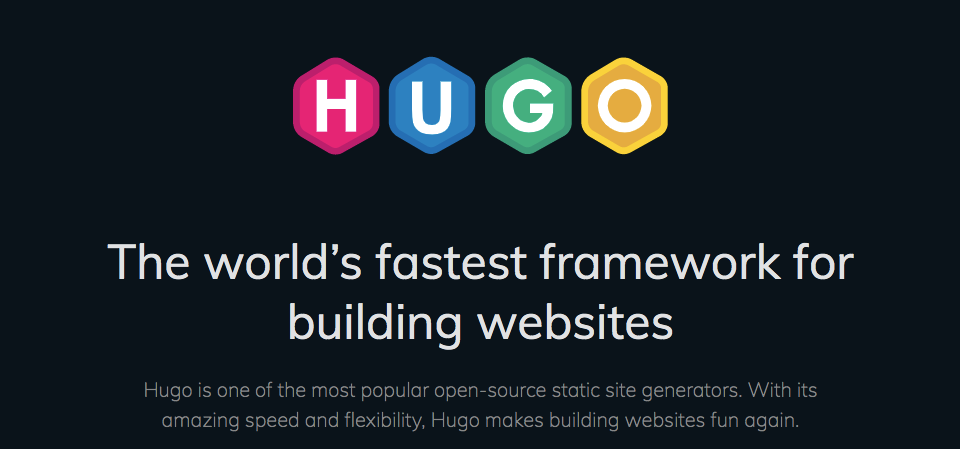 HUGO
The world’s fastest framework for
building websites
Hugo is one of the most popular open-source static site generators. With its
amazing speed and flexibility, Hugo makes building websites fun again.